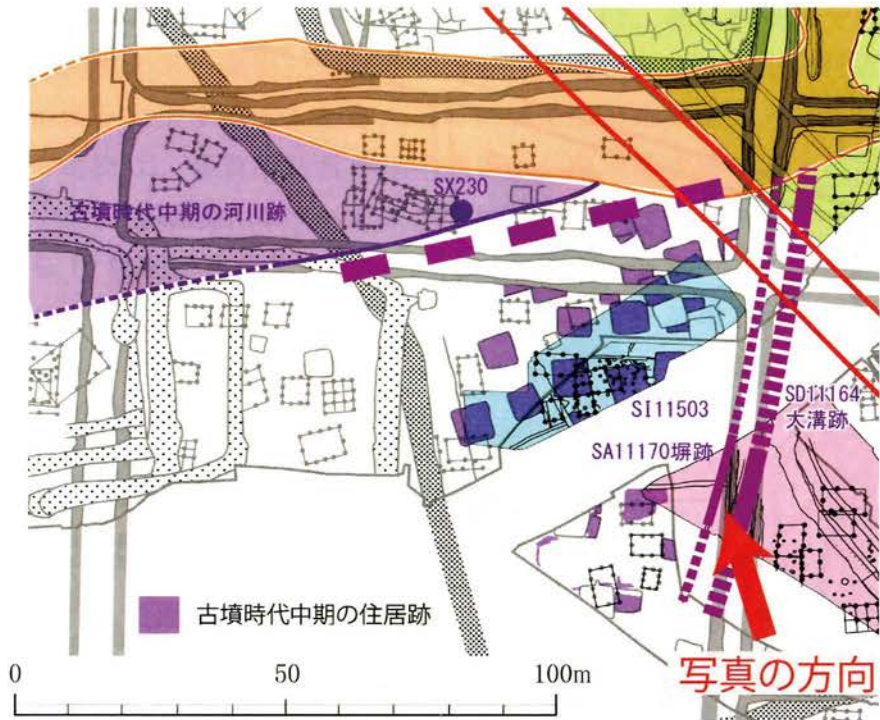 SX230
古墳時代中期の河川跡
SI11503
SD11164
大溝跡
SA11170塀跡
古墳時代中期の住居跡
写真の方向
0 50 100m